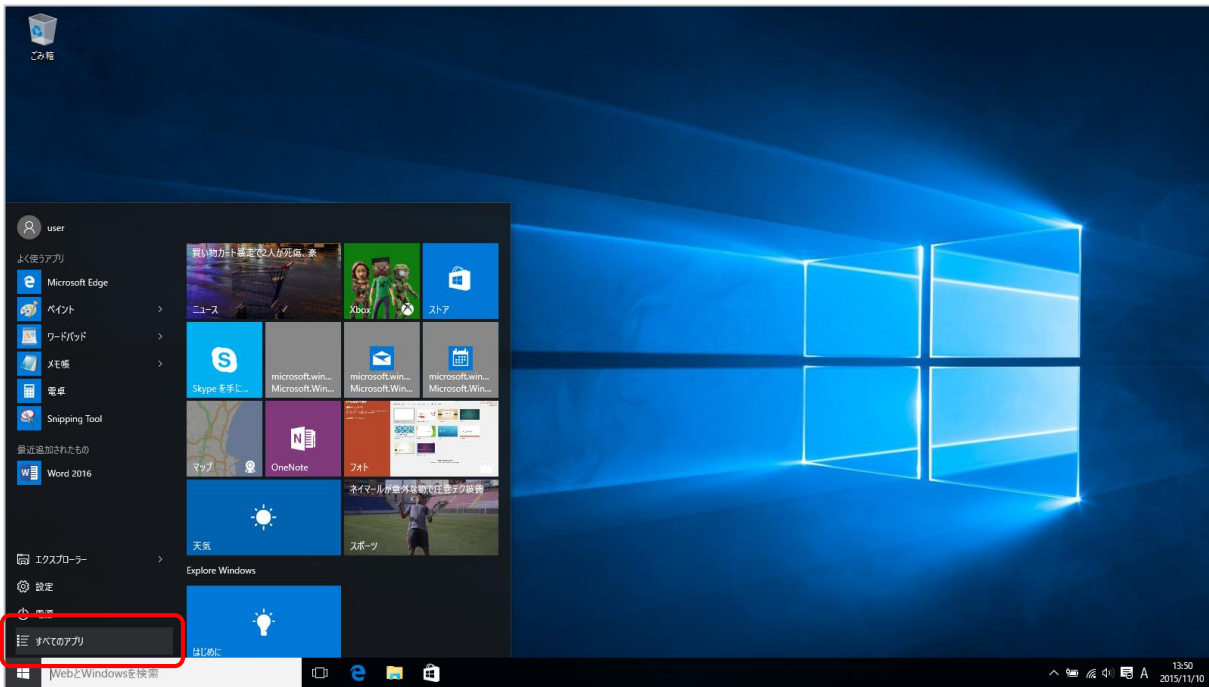 ごみ箱
user
よく使うアプリ
Microsoft Edge
ペイント
ワードパッド
メモ帳
電卓
Snipping Tool
最近追加されたもの
Word 2016
エクスプローラー
設定
電源
すべてのアプリ
買い物カート暴走で2人が死傷、豪
ニュース
Xbox
ストア
Skype を手に...
microsoft.win...
Microsoft.Win...
microsoft.win...
Microsoft.Win...
microsoft.win...
Microsoft.Win...
マップ
OneNote
フォト
天気
ネイマールが意外な物で圧巻テク披露
スポーツ
Explore Windows
はじめに
WebとWindowsを検索
A
13:50
2015/11/10